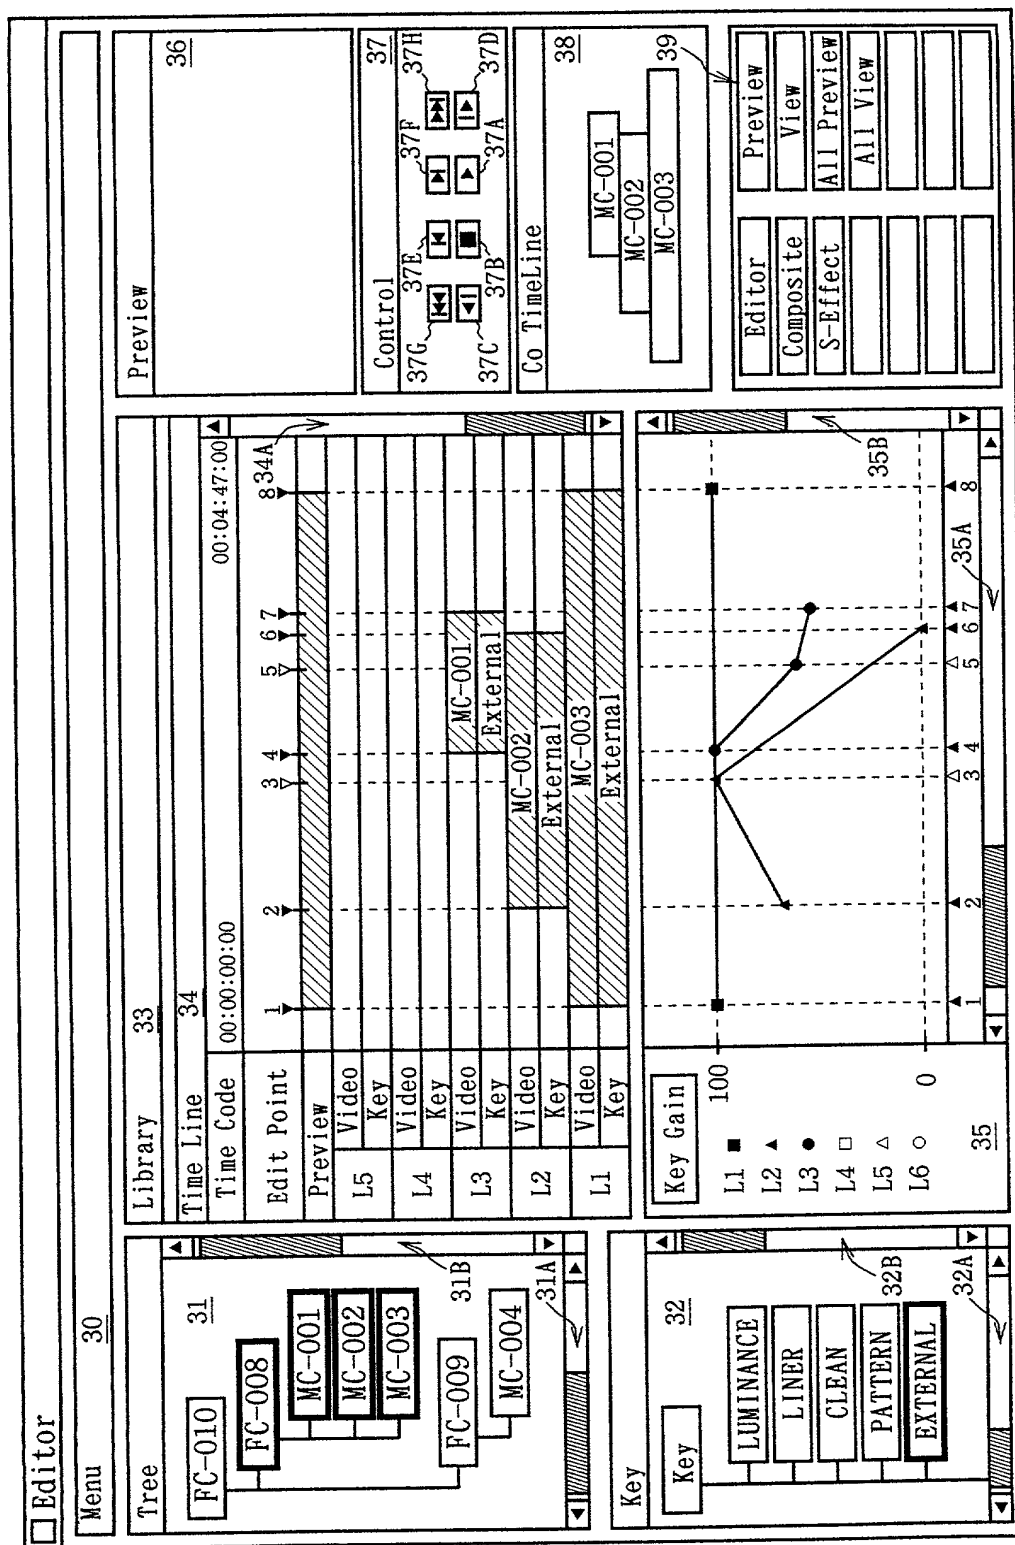 Editor
Menu 30
Tree
31
FC-010
FC-008
MC-001
MC-002
MC-003
FC-009
MC-004
31B
31A
Key
32
Key
LUMINANCE
LINER
CLEAN
PATTERN
EXTERNAL
32B
32A
Library 33
Time Line 34
Time Code 00:00:00:00 00:04:47:00
Edit Point 1 2 3 4 5 6 7 8
34A
Preview
L5 Video
Key
L4 Video
Key
L3 Video MC-001
Key External
L2 Video MC-002
Key External
L1 Video MC-003
Key External
Key Gain
100
0
L1
L2
L3
L4
L5
L6
35
1 2 3 4 5 6 7 8
35B
35A
Preview
36
Control 37
37G 37E 37F 37H
37C 37B 37A 37D
Co TimeLine 38
MC-001
MC-002
MC-003
39
Editor Preview
Composite View
S-Effect All Preview
All View